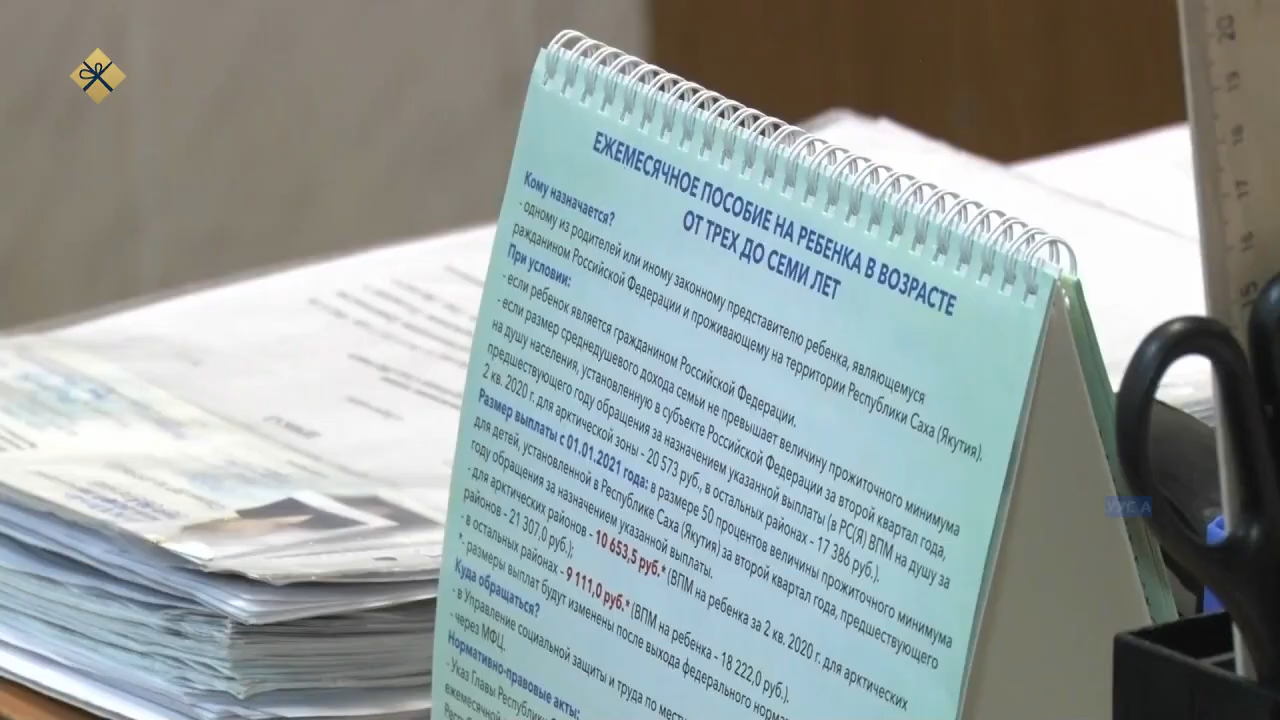 ЕЖЕМЕСЯЧНОЕ ПОСОБИЕ НА РЕБЕНКА В ВОЗРАСТЕ
ОТ ТРЕХ ДО СЕМИ ЛЕТ
Кому назначается?
- одному из родителей или иному законному представителю ребенка, являющемуся
гражданином Российской Федерации и проживающему на территории Республики Саха (Якутия).
При условии:
- если ребенок является гражданином Российской Федерации.
- если размер среднедушевого дохода семьи не превышает величину прожиточного минимума
на душу населения, установленную в субъекте Российской Федерации за второй квартал года,
предшествующего году обращения за назначением указанной выплаты (в РС(Я) ВПМ на душу за
2 кв. 2020 г. для арктической зоны - 20 573 руб., в остальных районах - 17 386 руб.).
Размер выплаты с 01.01.2021 года: в размере 50 процентов величины прожиточного минимума
для детей, установленной в Республике Саха (Якутия) за второй квартал года, предшествующего
году обращения за назначением указанной выплаты.
- для арктических районов - 10 653,5 руб.* (ВПМ на ребенка за 2 кв. 2020 г. для арктических
районов - 21 307,0 руб.);
- в остальных районах - 9 111,0 руб.* (ВПМ на ребенка - 18 222,0 руб.).
*- размеры выплат будут изменены после выхода федерального
Куда обращаться?
- в Управление социальной защиты и труда по
- через МФЦ.
Нормативно-правовые акты:
- Указ Главы Республики
ежемесячной